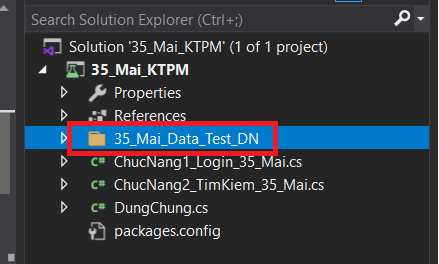 Search Solution Explorer (Ctrl+;)
Solution '35_Mai_KTPM' (1 of 1 project)
35_Mai_KTPM
Properties
References
35_Mai_Data_Test_DN
C# ChucNang1_Login_35_Mai.cs
C# ChucNang2_TimKiem_35_Mai.cs
C# DungChung.cs
packages.config